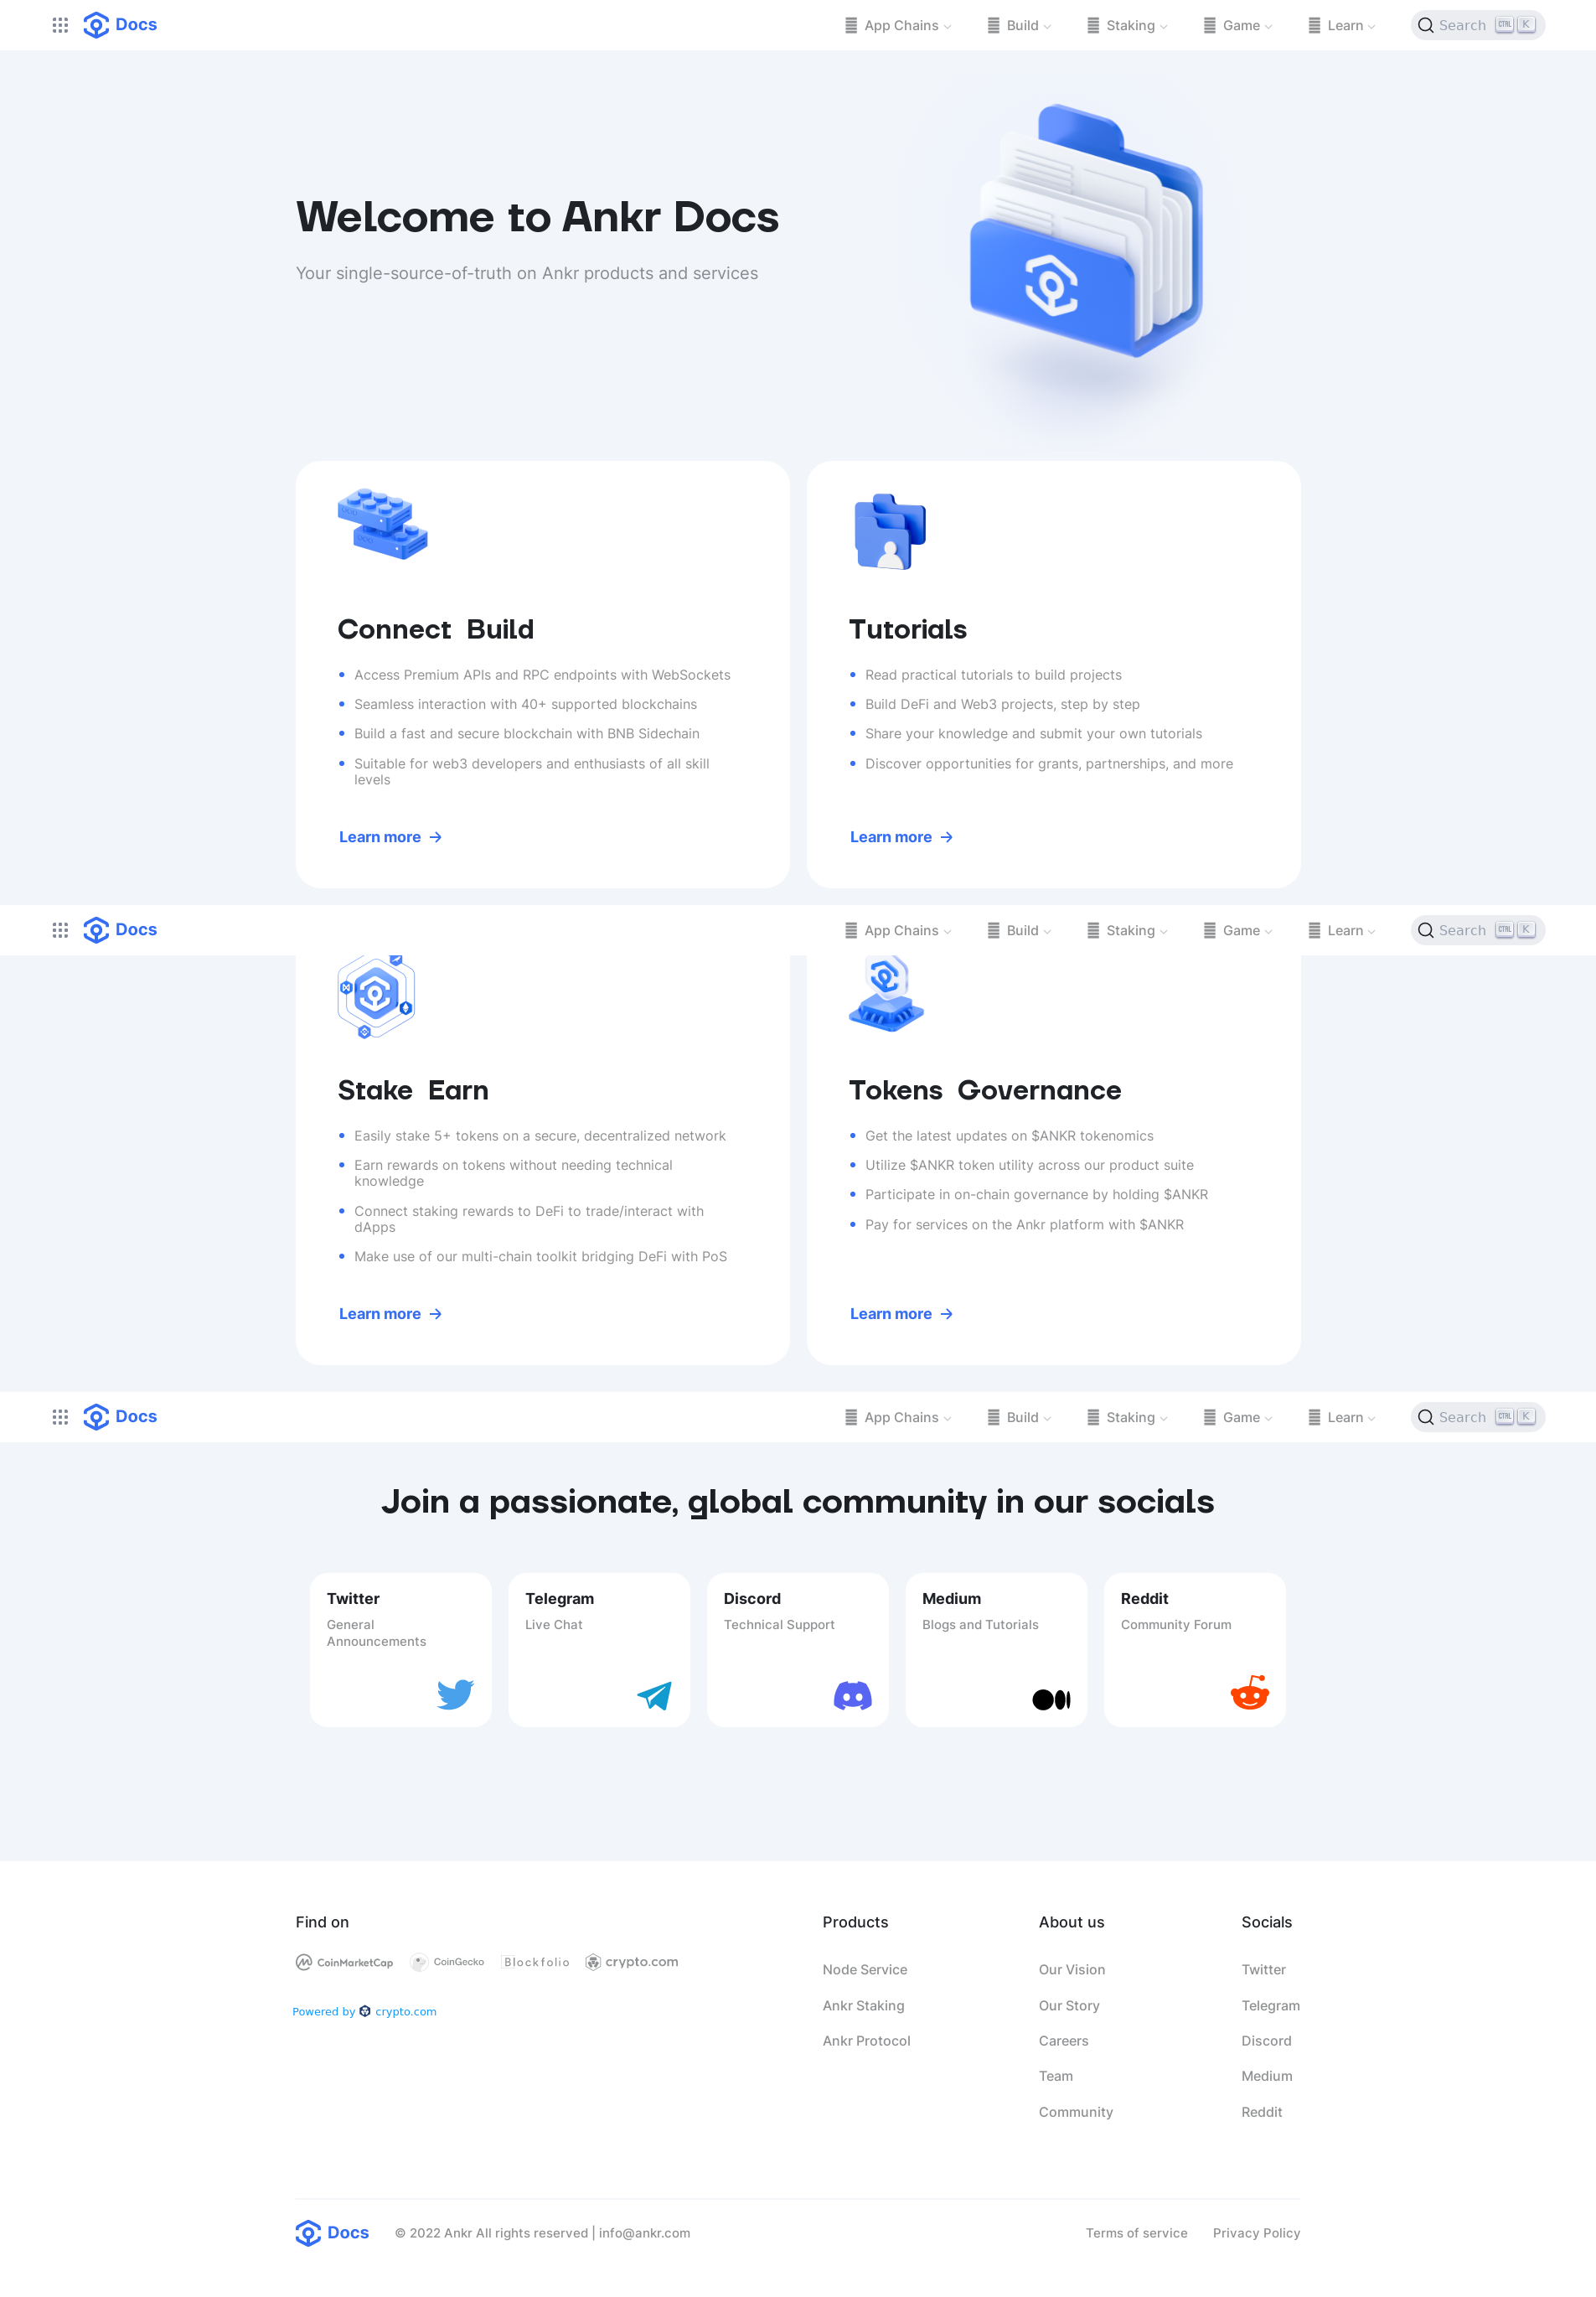 Docs App Chains Build Staking Game Learn Search CTRL K
Welcome to Ankr Docs
Your single-source-of-truth on Ankr products and services
Connect Build
Access Premium APIs and RPC endpoints with WebSockets
Seamless interaction with 40+ supported blockchains
Build a fast and secure blockchain with BNB Sidechain
Suitable for web3 developers and enthusiasts of all skill
levels
Learn more →
Tutorials
Read practical tutorials to build projects
Build DeFi and Web3 projects, step by step
Share your knowledge and submit your own tutorials
Discover opportunities for grants, partnerships, and more
Learn more →
Docs App Chains Build Staking Game Learn Search CTRL K
Stake Earn
Easily stake 5+ tokens on a secure, decentralized network
Earn rewards on tokens without needing technical
knowledge
Connect staking rewards to DeFi to trade/interact with
dApps
Make use of our multi-chain toolkit bridging DeFi with PoS
Learn more →
Tokens Governance
Get the latest updates on $ANKR tokenomics
Utilize $ANKR token utility across our product suite
Participate in on-chain governance by holding $ANKR
Pay for services on the Ankr platform with $ANKR
Learn more →
Docs App Chains Build Staking Game Learn Search CTRL K
Join a passionate, global community in our socials
Twitter
General
Announcements
Telegram
Live Chat
Discord
Technical Support
Medium
Blogs and Tutorials
Reddit
Community Forum
Find on
CoinMarketCap CoinGecko Blockfolio crypto.com
Powered by crypto.com
Products
Node Service
Ankr Staking
Ankr Protocol
About us
Our Vision
Our Story
Careers
Team
Community
Socials
Twitter
Telegram
Discord
Medium
Reddit
Docs © 2022 Ankr All rights reserved | info@ankr.com Terms of service Privacy Policy